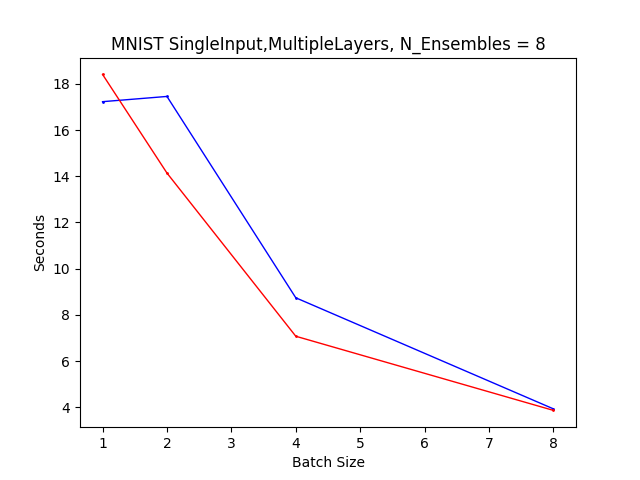 MNIST SingleInput,MultipleLayers, N_Ensembles = 8
18
16
14
12
10
8
6
4
Seconds
1 2 3 4 5 6 7 8
Batch Size